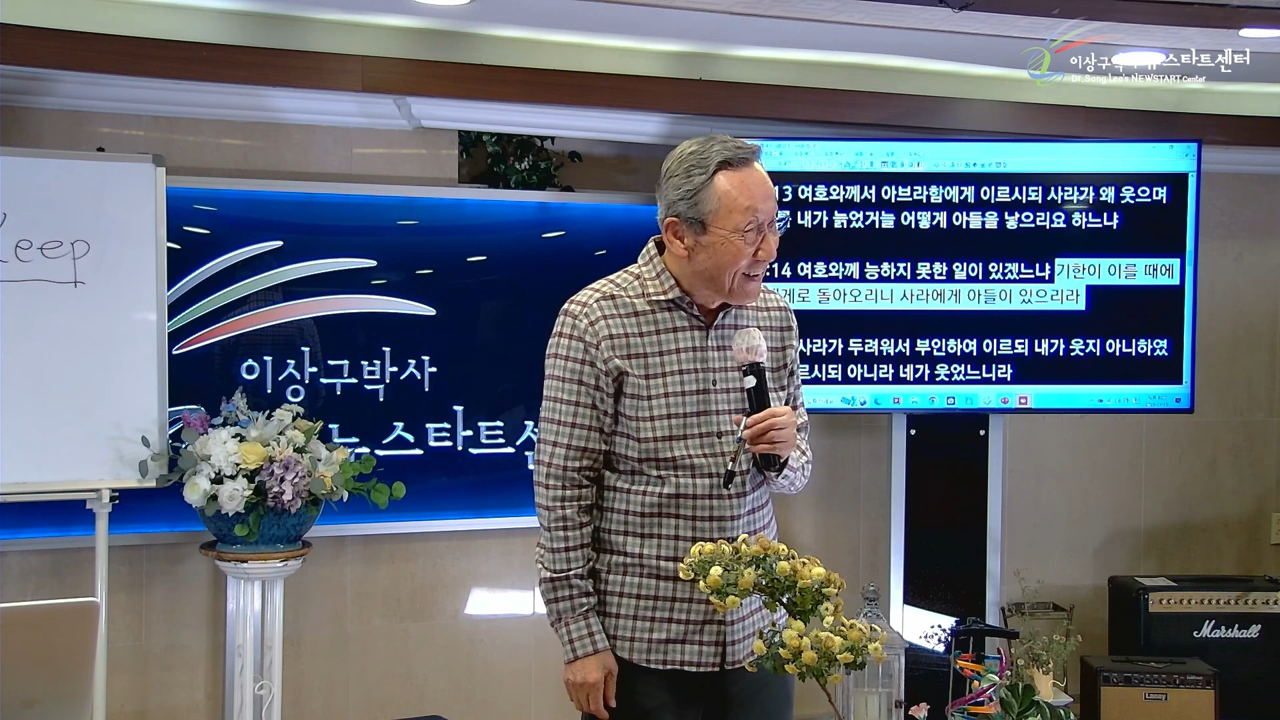 이상구박사 뉴스타트센터
Dr. Sang Lee's NEWSTART Center
keep
이상구박사
뉴스타트센
13 여호와께서 아브라함에게 이르시되 사라가 왜 웃으며
내가 늙었거늘 어떻게 아들을 낳으리요 하느냐
:14 여호와께 능하지 못한 일이 있겠느냐 기한이 이를 때에
게로 돌아오리니 사라에게 아들이 있으리라
사라가 두려워서 부인하여 이르되 내가 웃지 아니하였
르시되 아니라 네가 웃었느니라
Marshall
Laney